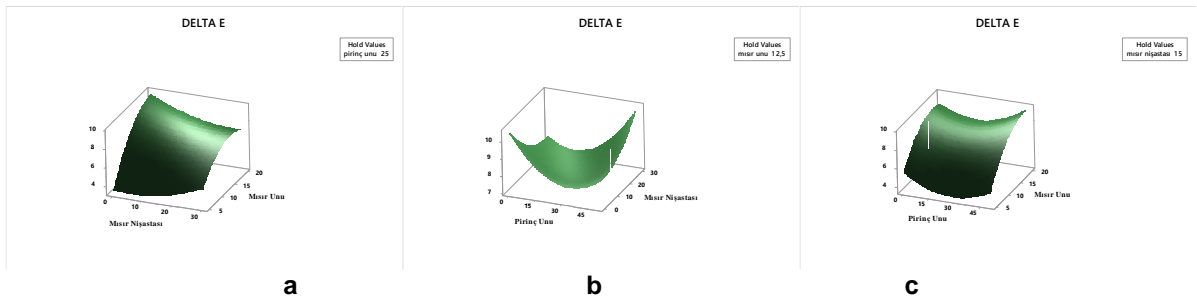 DELTA E
Hold Values
pirinç unu 25
10
8
6
4
0
10
20
30
Mısır Nişastası
5
10
15
20
Mısır Unu
DELTA E
Hold Values
mısır unu 12,5
10
9
8
7
0
15
30
45
Pirinç Unu
0
10
20
30
Mısır Nişastası
DELTA E
Hold Values
mısır nişastası 15
10
8
6
4
0
15
30
45
Pirinç Unu
5
10
15
20
Mısır Unu
a
b
c